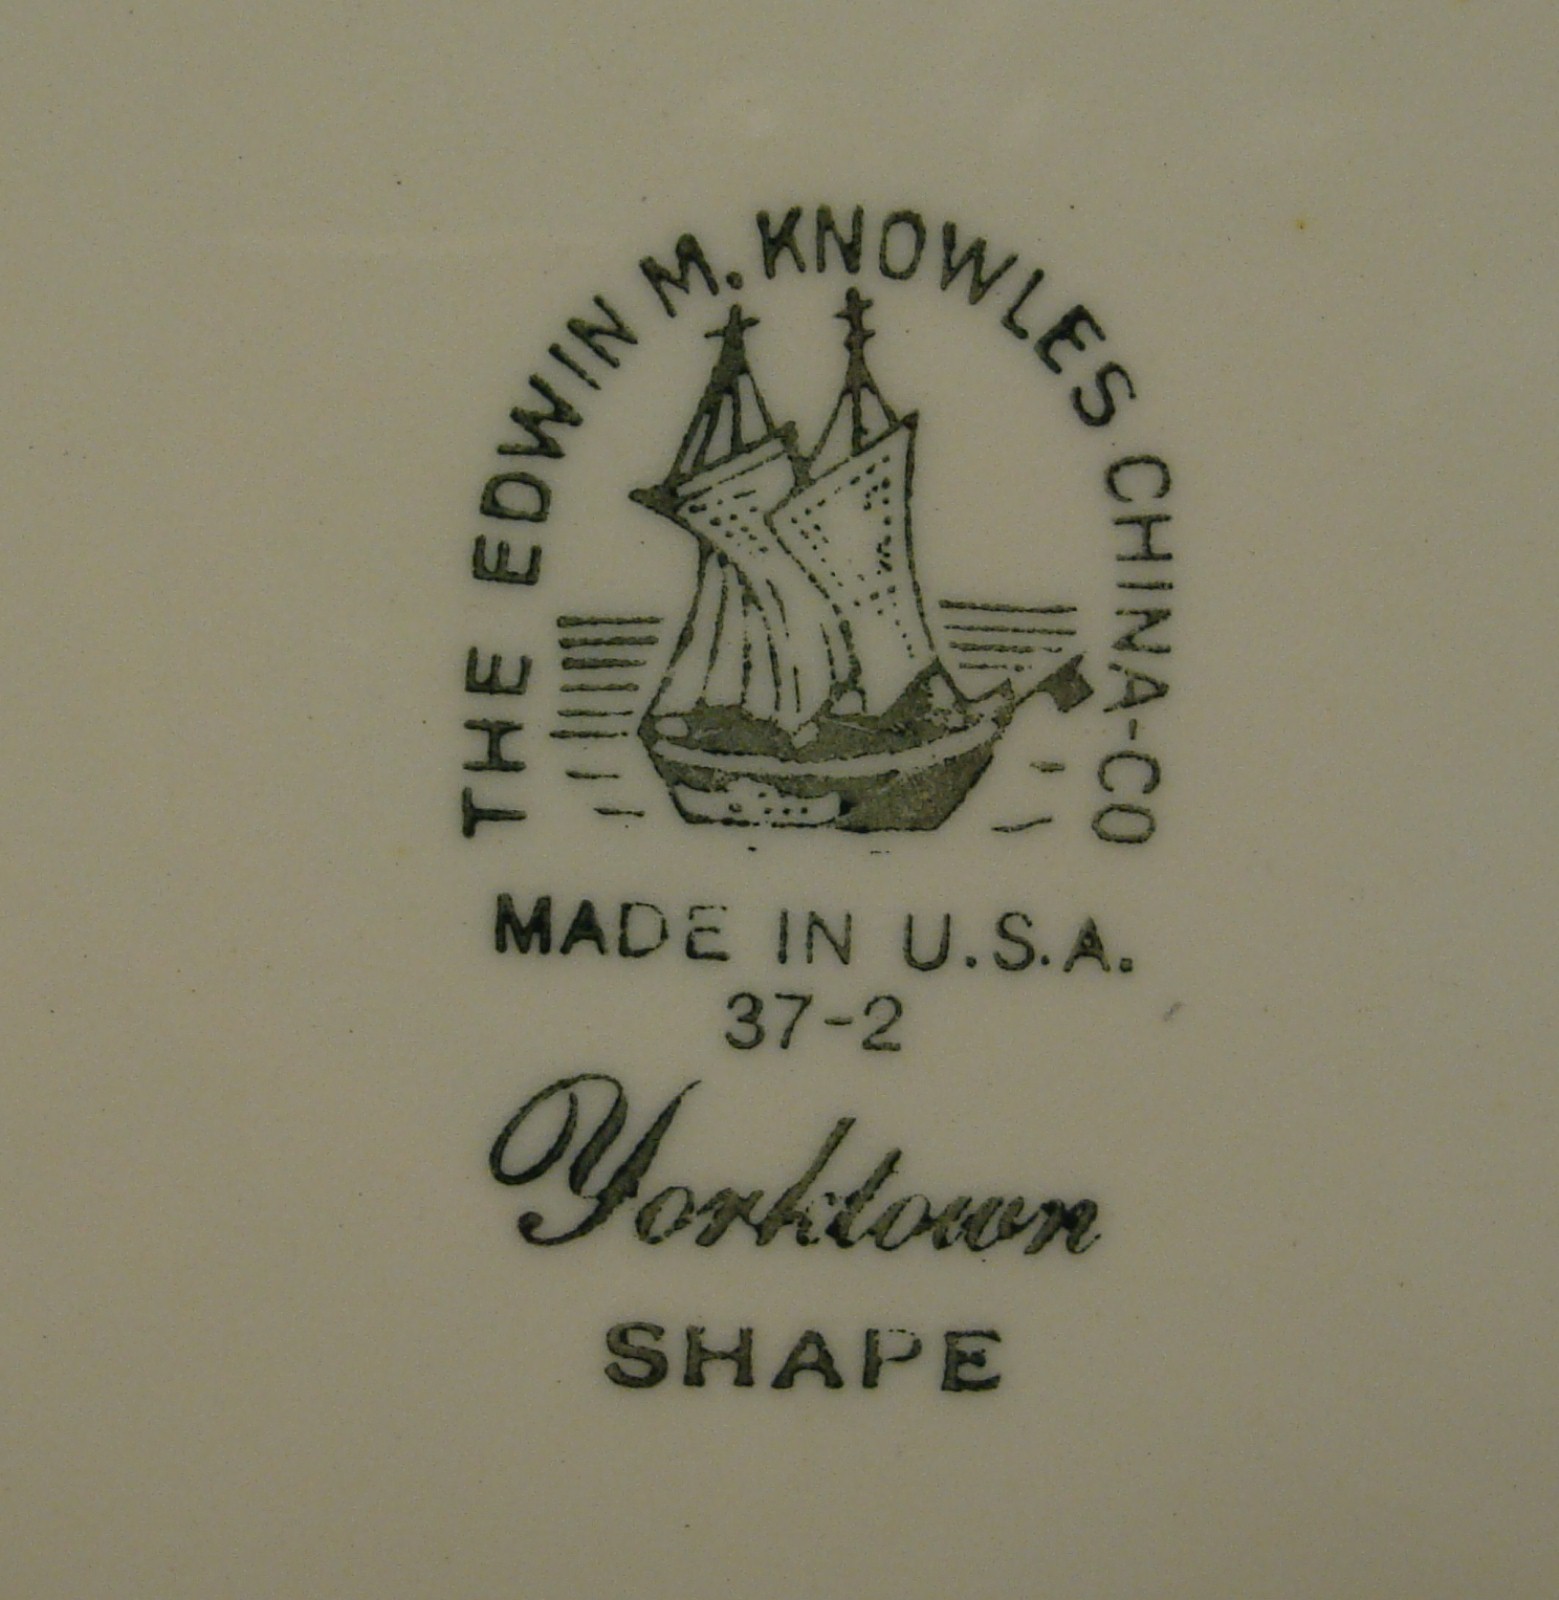 THE EDWIN M. KNOWLES CHINA-CO
MADE IN U.S.A.
37-2
Yorktown
SHAPE